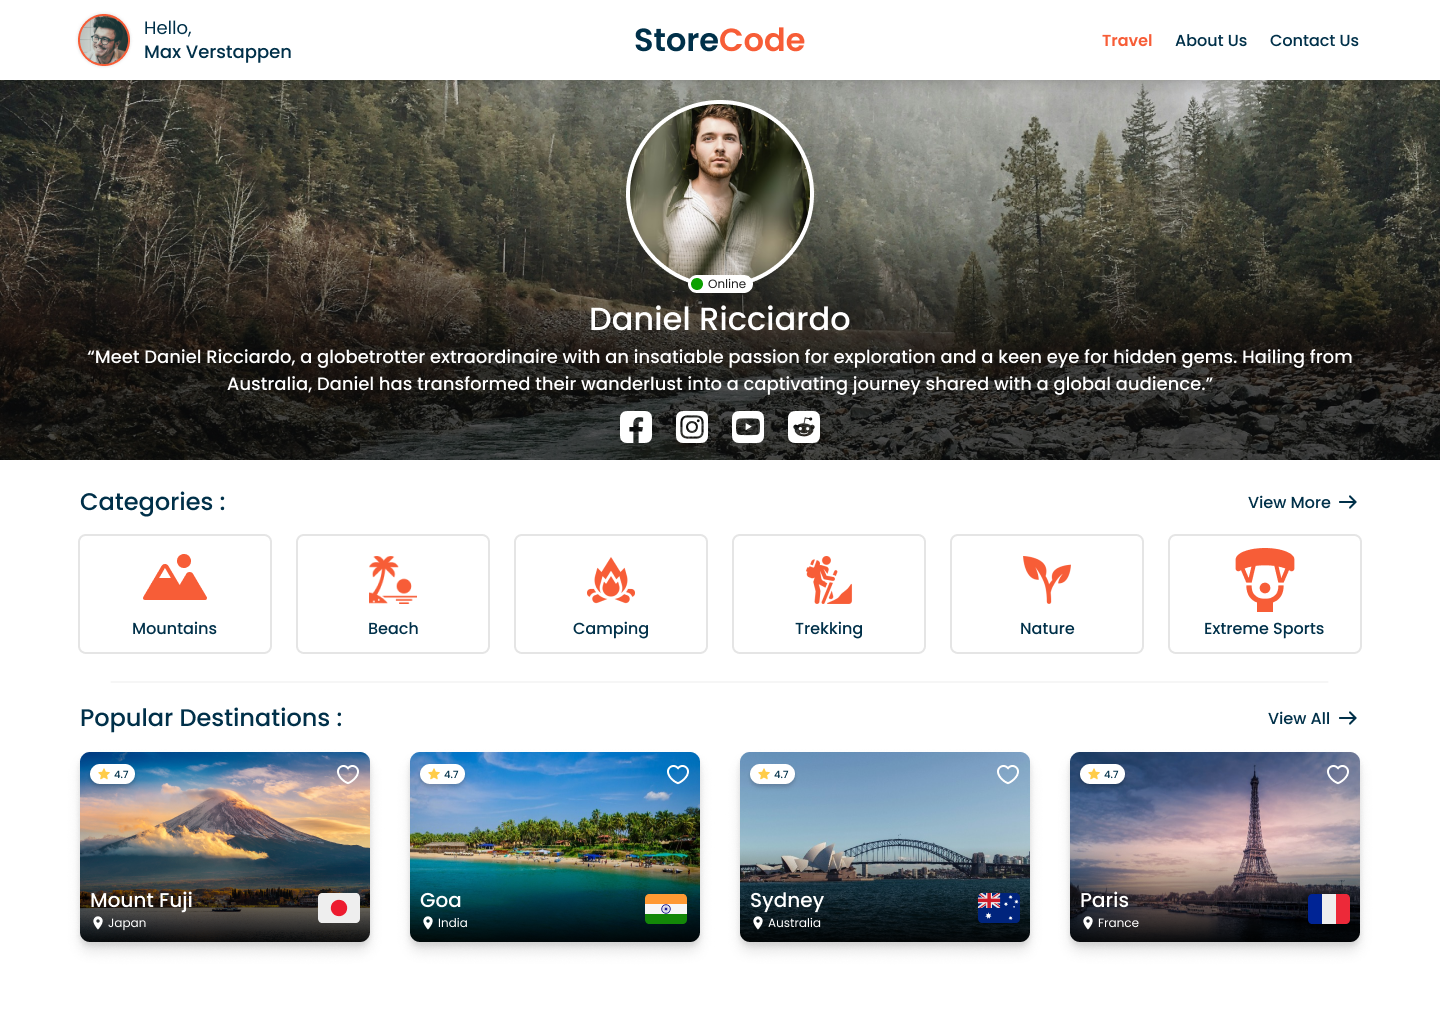 Hello,
Max Verstappen
StoreCode
Travel About Us Contact Us
Online
Daniel Ricciardo
“Meet Daniel Ricciardo, a globetrotter extraordinaire with an insatiable passion for exploration and a keen eye for hidden gems. Hailing from
Australia, Daniel has transformed their wanderlust into a captivating journey shared with a global audience.”
Categories :
View More
Mountains
Beach
Camping
Trekking
Nature
Extreme Sports
Popular Destinations :
View All
4.7
Mount Fuji
Japan
4.7
Goa
India
4.7
Sydney
Australia
4.7
Paris
France